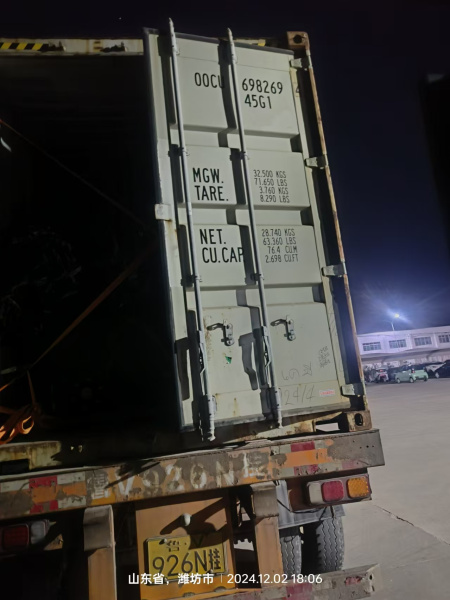 OOCU 698269 4
45G1
MGW. 32.500 KGS
71.650 LBS
TARE. 3.760 KGS
8.290 LBS
NET. 28.740 KGS
63.360 LBS
CU.CAP 76.4 CU.M
2.698 CU.FT
V926N
926N挂
山东省，潍坊市 | 2024.12.02 18:06